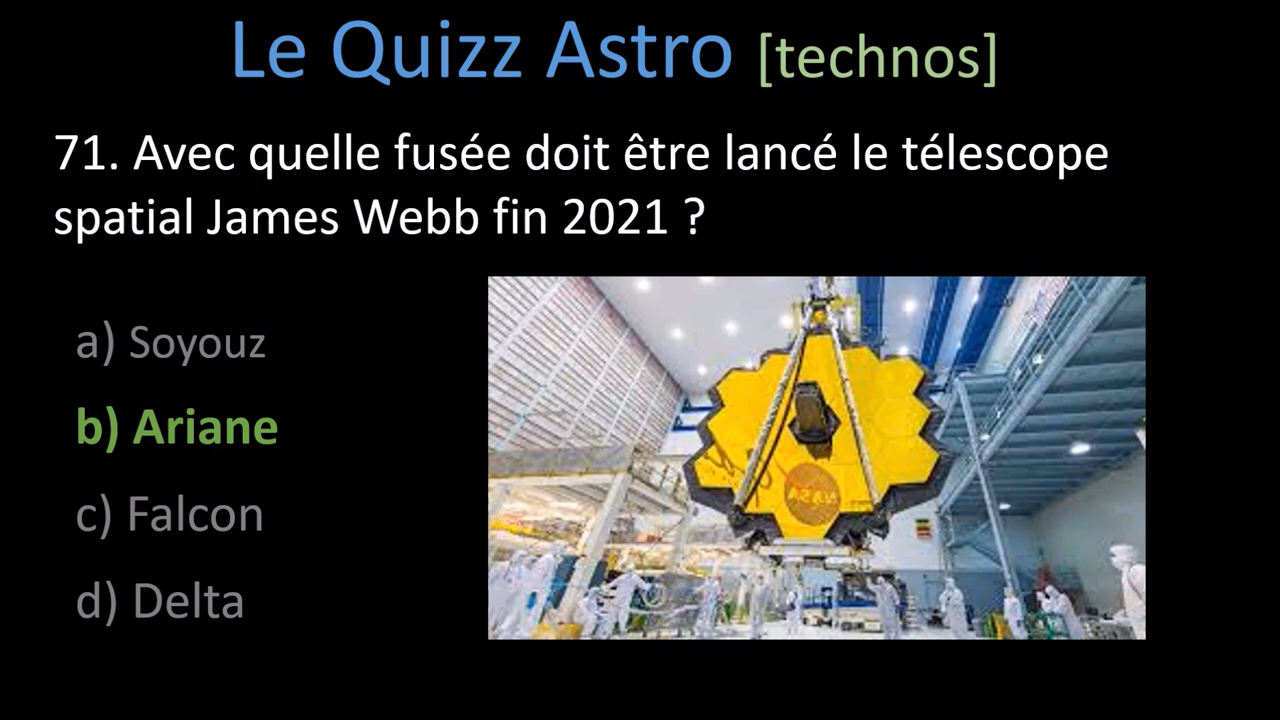 Le Quizz Astro [technos]
71. Avec quelle fusée doit être lancé le télescope
spatial James Webb fin 2021 ?
a) Soyouz
b) Ariane
c) Falcon
d) Delta